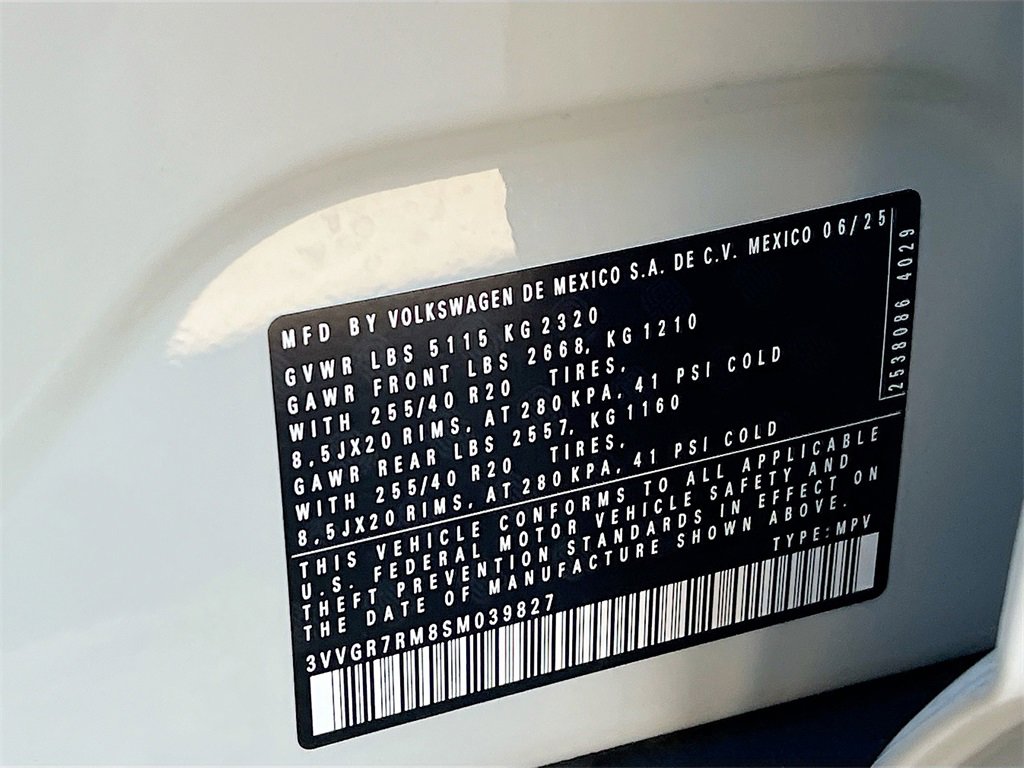 MFD BY VOLKSWAGEN DE MEXICO S.A. DE C.V. MEXICO 06/25
GVWR LBS 5115 KG 2320
GAWR FRONT LBS 2668, KG 1210
WITH 255/40 R20 TIRES,
8,5JX20 RIMS, AT 280 KPA, 41 PSI COLD
GAWR REAR LBS 2557, KG 1160
WITH 255/40 R20 TIRES,
8,5JX20 RIMS, AT 280 KPA, 41 PSI COLD
2538086 4029
THIS VEHICLE CONFORMS TO ALL APPLICABLE
U.S. FEDERAL MOTOR VEHICLE SAFETY AND
THEFT PREVENTION STANDARDS IN EFFECT ON
THE DATE OF MANUFACTURE SHOWN ABOVE.
TYPE:MPV
3VVGR7RM8SM039827